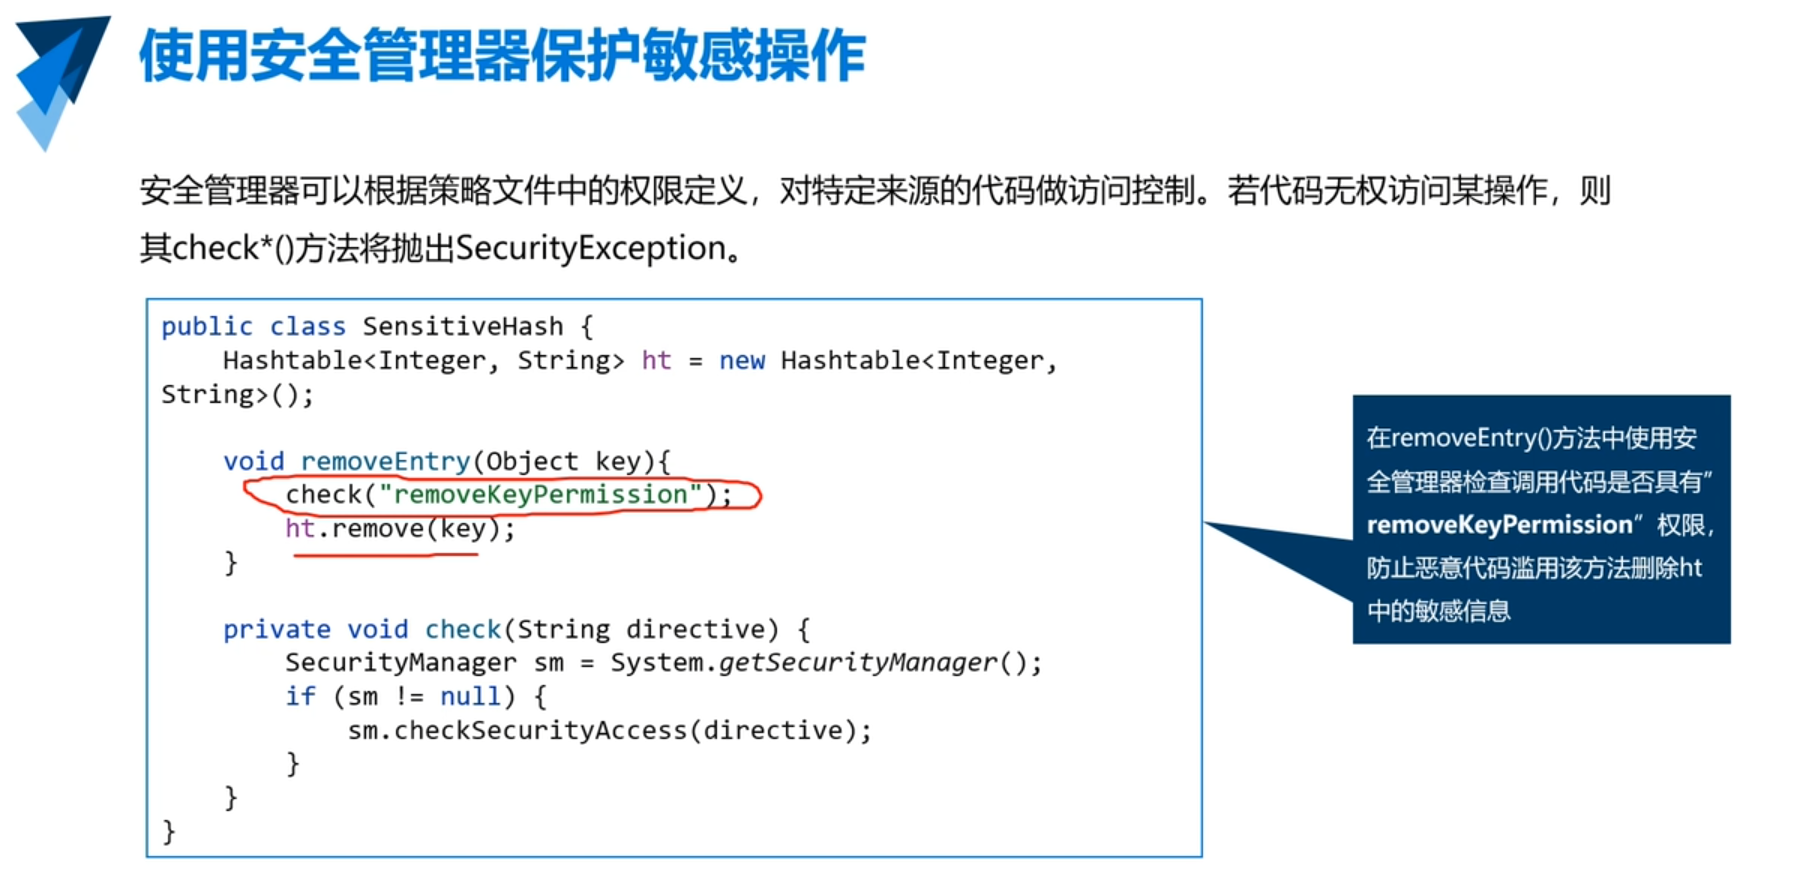 使用安全管理器保护敏感操作
安全管理器可以根据策略文件中的权限定义，对特定来源的代码做访问控制。若代码无权访问某操作，则
其check*()方法将抛出SecurityException。
public class SensitiveHash {
    Hashtable<Integer, String> ht = new Hashtable<Integer,
String>();
    void removeEntry(Object key){
        check("removeKeyPermission");
        ht.remove(key);
    }
    private void check(String directive) {
        SecurityManager sm = System.getSecurityManager();
        if (sm != null) {
            sm.checkSecurityAccess(directive);
        }
    }
}
在removeEntry()方法中使用安
全管理器检查调用代码是否具有”
removeKeyPermission” 权限，
防止恶意代码滥用该方法删除ht
中的敏感信息